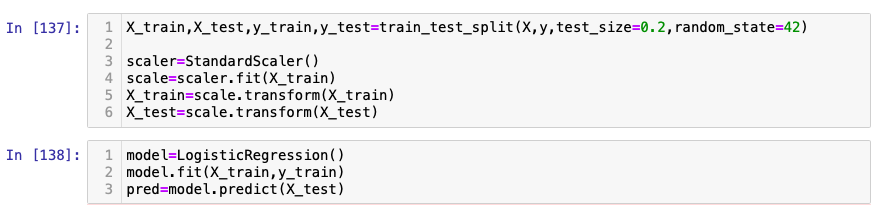 In [137]:
1 X_train,X_test,y_train,y_test=train_test_split(X,y,test_size=0.2,random_state=42)
2
3 scaler=StandardScaler()
4 scale=scaler.fit(X_train)
5 X_train=scale.transform(X_train)
6 X_test=scale.transform(X_test)
In [138]:
1 model=LogisticRegression()
2 model.fit(X_train,y_train)
3 pred=model.predict(X_test)